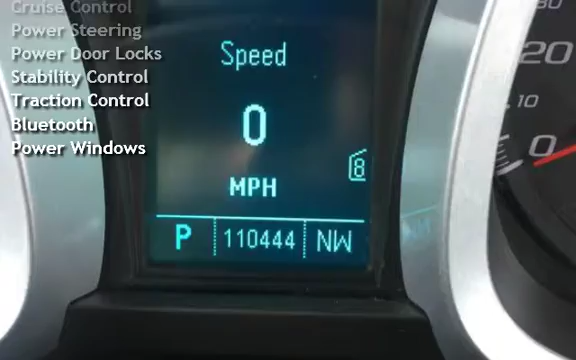 Cruise Control
Power Steering
Power Door Locks
Stability Control
Traction Control
Bluetooth
Power Windows
Speed
0
MPH
8
P 110444 NW
20
10
0